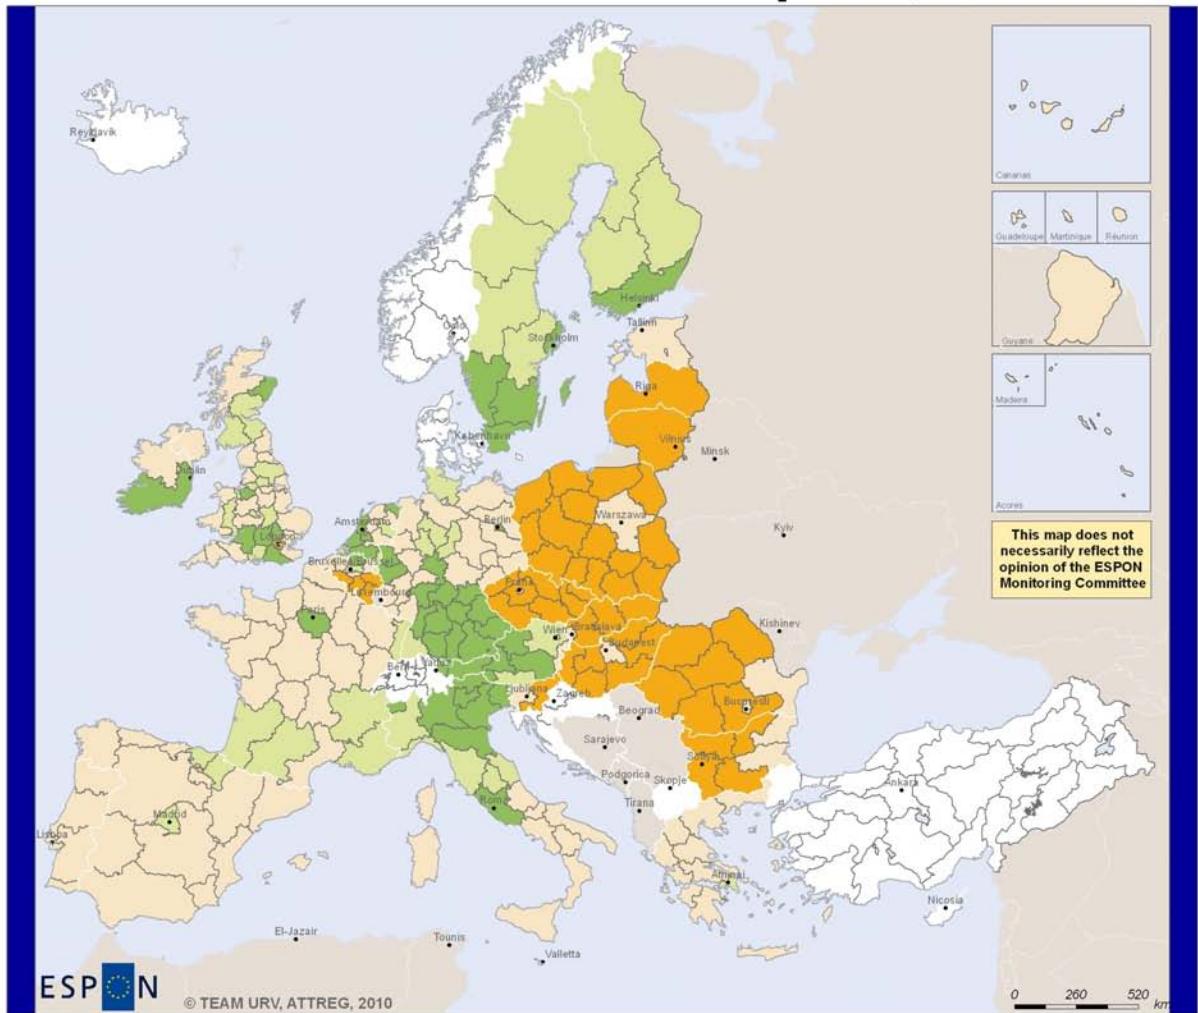 Reykjavik
Canarias
Guadeloupe
Martinique
Réunion
Guyane
Madeira
Acores
This map does not
necessarily reflect the
opinion of the ESPON
Monitoring Committee
Oslo
Helsinki
Tallinn
Stockholm
Riga
København
Vilnius
Minsk
Dublin
London
Amsterdam
Berlin
Warszawa
Kyiv
Bruxelles/Brussel
Luxembourg
Praha
Paris
Wien
Bratislava
Budapest
Kishinev
Bern
Vaduz
Ljubljana
Zagreb
Beograd
Bucuresti
Sarajevo
Sofiya
Podgorica
Skopje
Tirana
Ankara
Roma
Madrid
Lisboa
Athinai
Nicosia
El-Jazair
Tounis
Valletta
ESPON
© TEAM URV, ATTREG, 2010
0 260 520
km